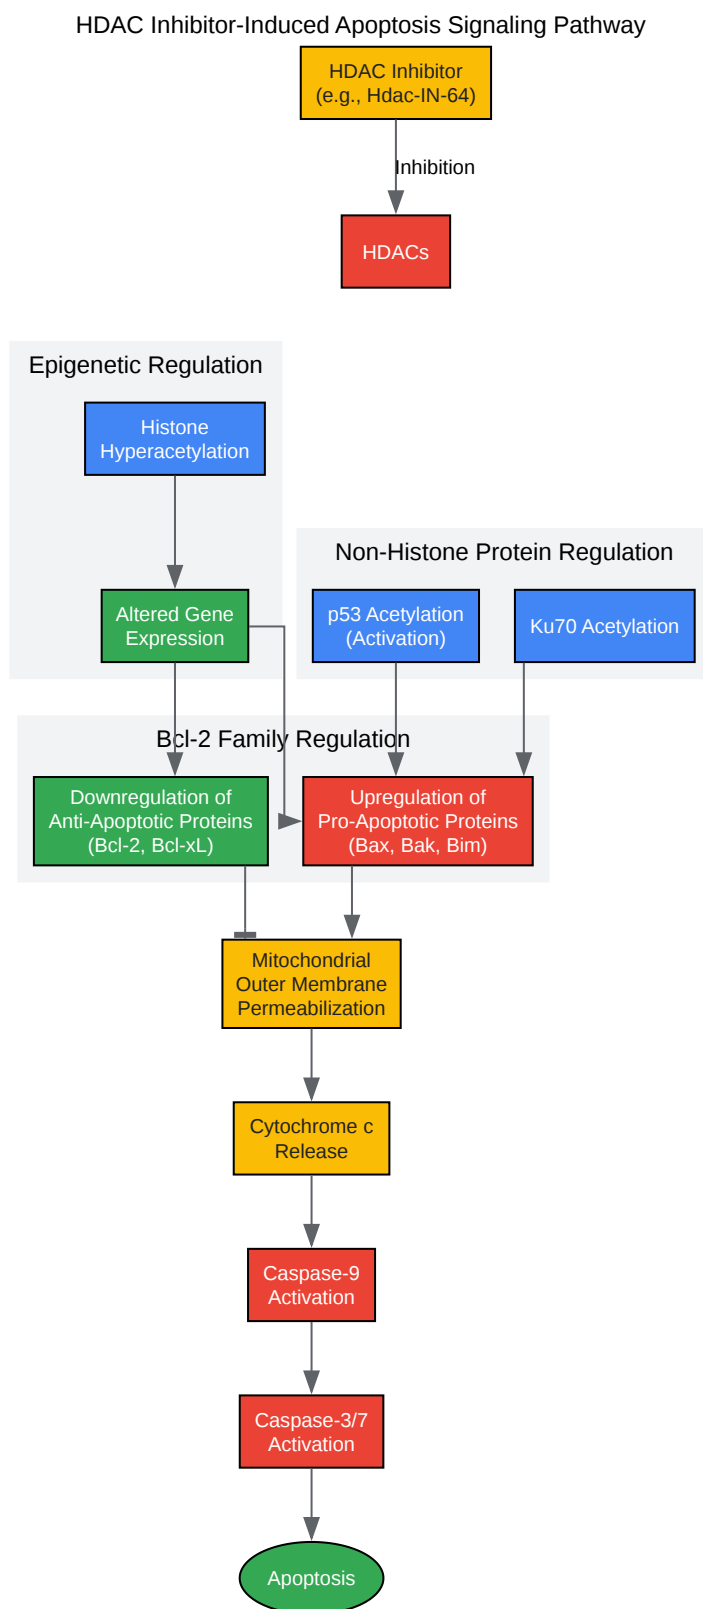 HDAC Inhibitor-Induced Apoptosis Signaling Pathway
HDAC Inhibitor
(e.g., Hdac-IN-64)
Inhibition
HDACs
Epigenetic Regulation
Histone
Hyperacetylation
Non-Histone Protein Regulation
Altered Gene
Expression
p53 Acetylation
(Activation)
Ku70 Acetylation
Bcl-2 Family Regulation
Downregulation of
Anti-Apoptotic Proteins
(Bcl-2, Bcl-xL)
Upregulation of
Pro-Apoptotic Proteins
(Bax, Bak, Bim)
Mitochondrial
Outer Membrane
Permeabilization
Cytochrome c
Release
Caspase-9
Activation
Caspase-3/7
Activation
Apoptosis